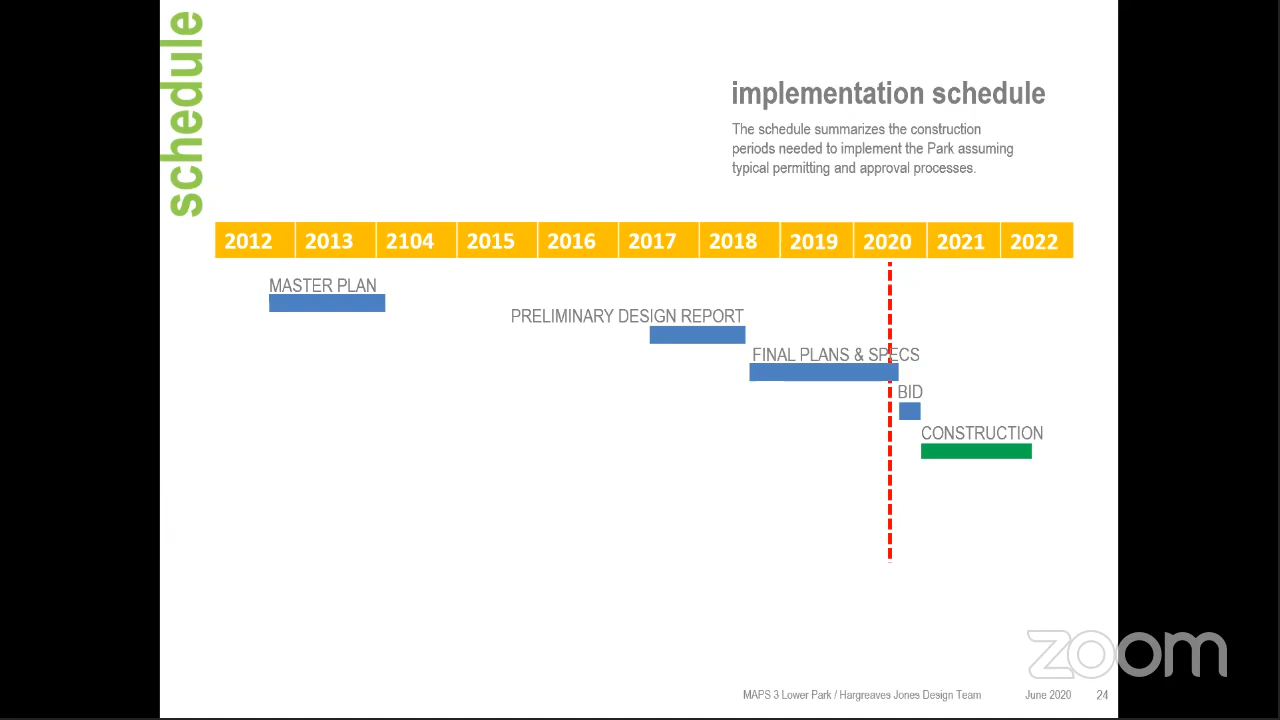 schedule
implementation schedule
The schedule summarizes the construction
periods needed to implement the Park assuming
typical permitting and approval processes.
2012 2013 2104 2015 2016 2017 2018 2019 2020 2021 2022
MASTER PLAN
PRELIMINARY DESIGN REPORT
FINAL PLANS & SPECS
BID
CONSTRUCTION
zoom
MAPS 3 Lower Park / Hargreaves Jones Design Team June 2020 24